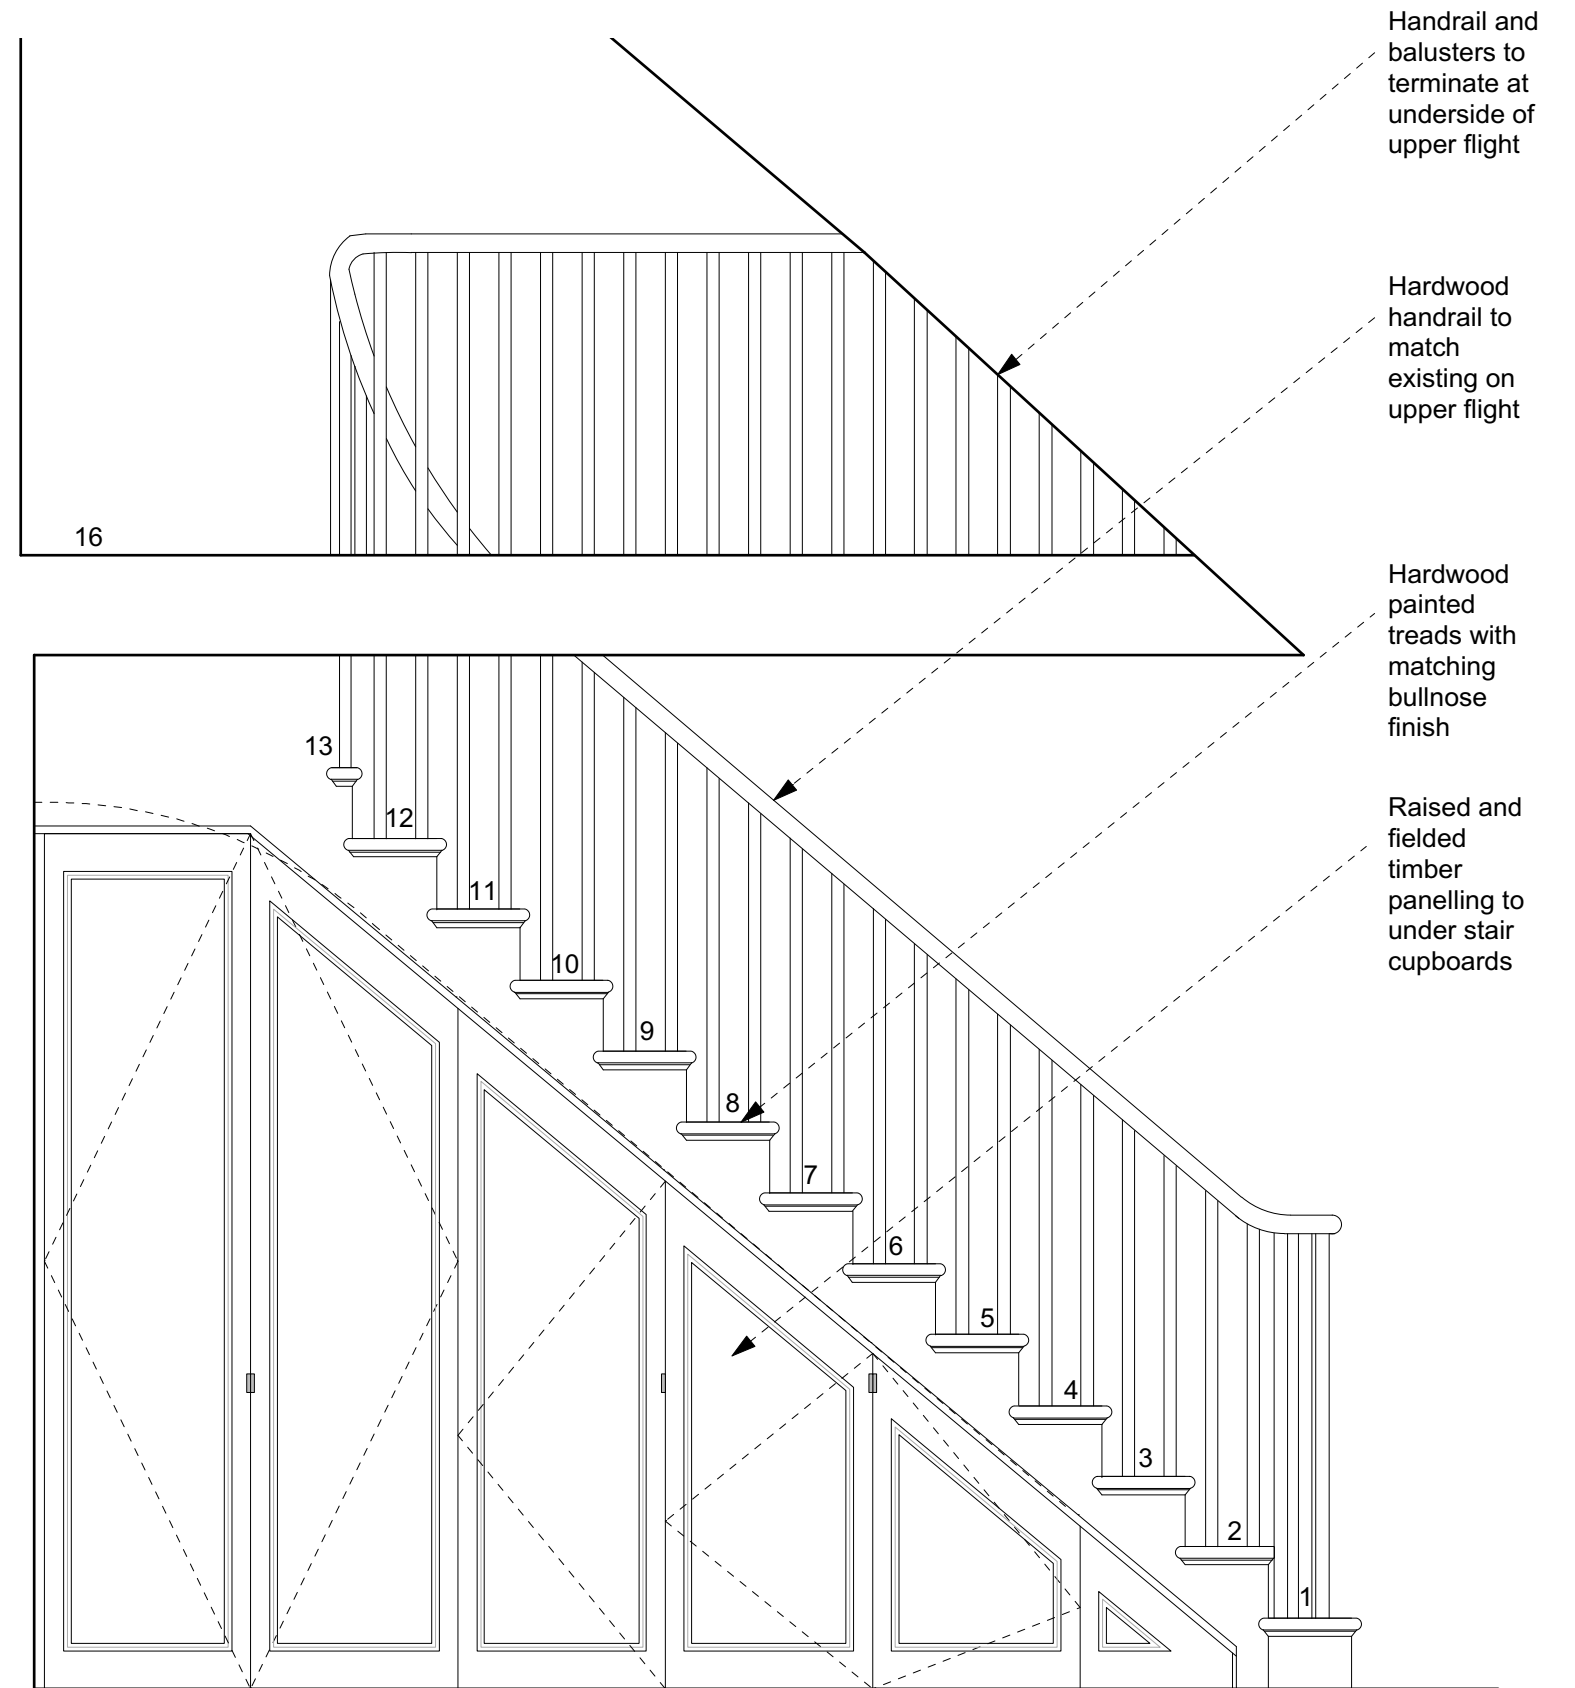 Handrail and
balusters to
terminate at
underside of
upper flight
Hardwood
handrail to
match
existing on
upper flight
16
Hardwood
painted
treads with
matching
bullnose
finish
13
12
Raised and
fielded
timber
panelling to
under stair
cupboards
11
10
9
8
7
6
5
4
3
2
1